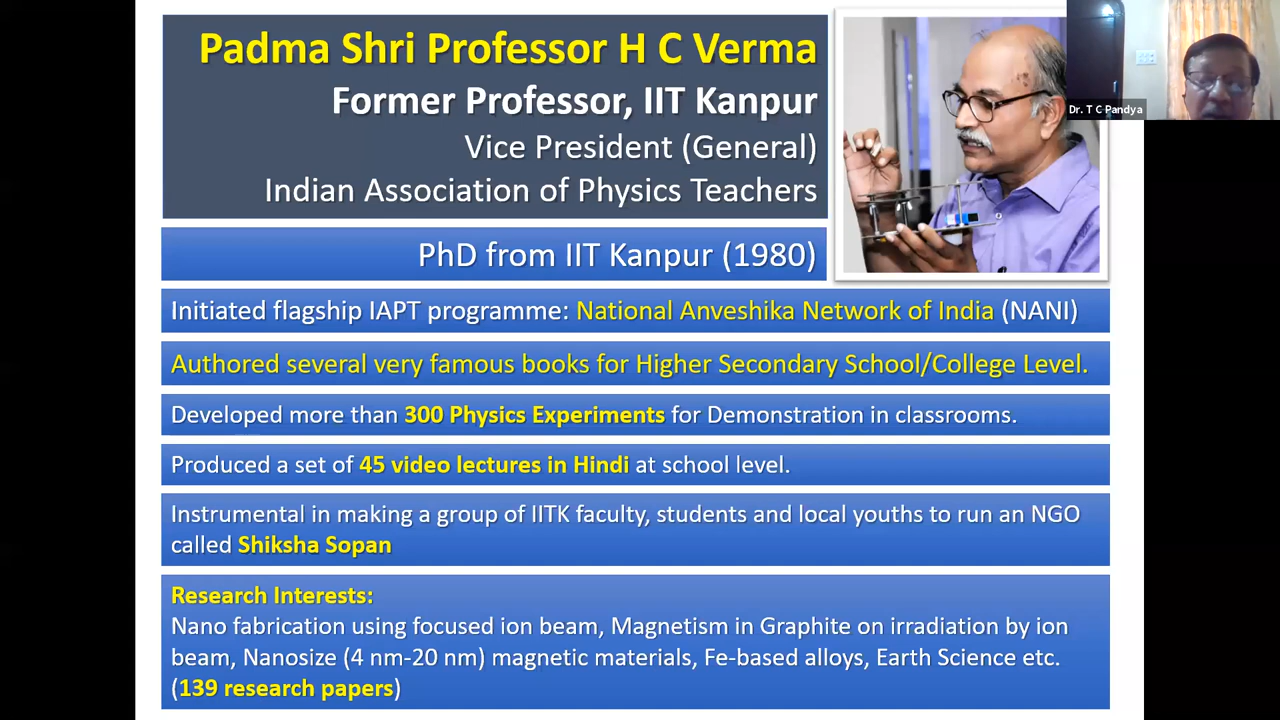 Padma Shri Professor H C Verma
Former Professor, IIT Kanpur
Vice President (General)
Indian Association of Physics Teachers
Dr. T C Pandya
PhD from IIT Kanpur (1980)
Initiated flagship IAPT programme: National Anveshika Network of India (NANI)
Authored several very famous books for Higher Secondary School/College Level.
Developed more than 300 Physics Experiments for Demonstration in classrooms.
Produced a set of 45 video lectures in Hindi at school level.
Instrumental in making a group of IITK faculty, students and local youths to run an NGO
called Shiksha Sopan
Research Interests:
Nano fabrication using focused ion beam, Magnetism in Graphite on irradiation by ion
beam, Nanosize (4 nm-20 nm) magnetic materials, Fe-based alloys, Earth Science etc.
(139 research papers)